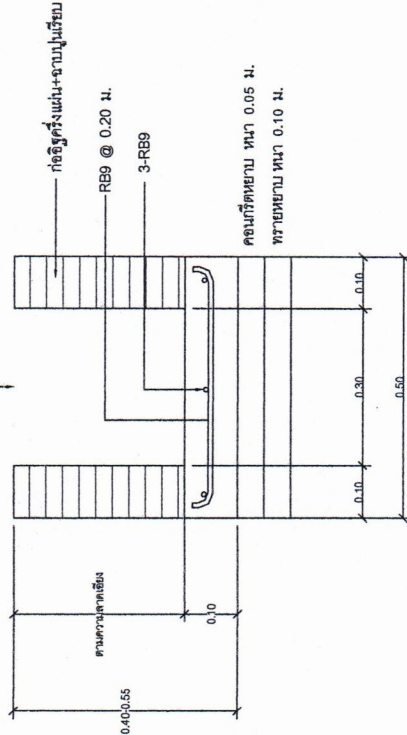 ก่ออิฐครึ่งแผ่น+ฉาบปูนเรียบ
RB9 @ 0.20 ม.
3-RB9
คอนกรีตหยาบ หนา 0.05 ม.
ทรายหยาบ หนา 0.10 ม.
ตามความลาดเอียง
0.10
0.40-0.55
0.10
0.30
0.10
0.50